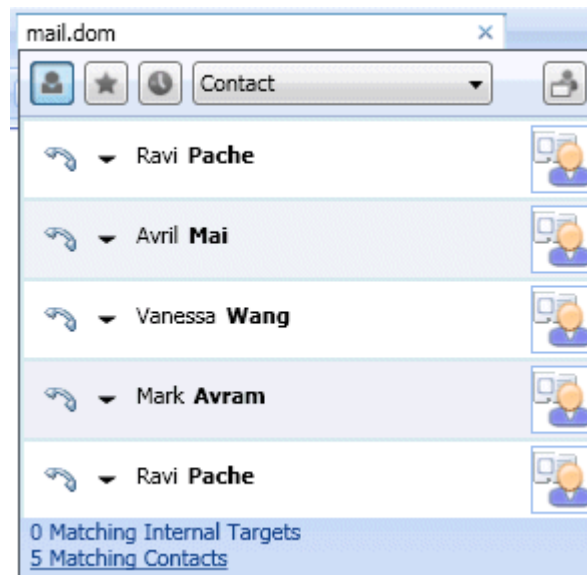 mail.dom
Contact
Ravi Pache
Avril Mai
Vanessa Wang
Mark Avram
Ravi Pache
0 Matching Internal Targets
5 Matching Contacts